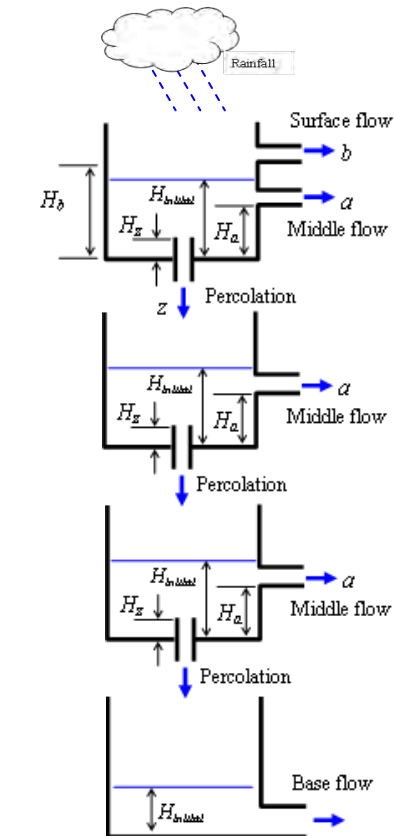 Rainfall
Surface flow
b
H_b
H_initial
a
H_z
H_a
Middle flow
z
Percolation
H_initial
a
H_z
H_a
Middle flow
Percolation
H_initial
a
H_z
H_a
Middle flow
Percolation
Base flow
H_initial